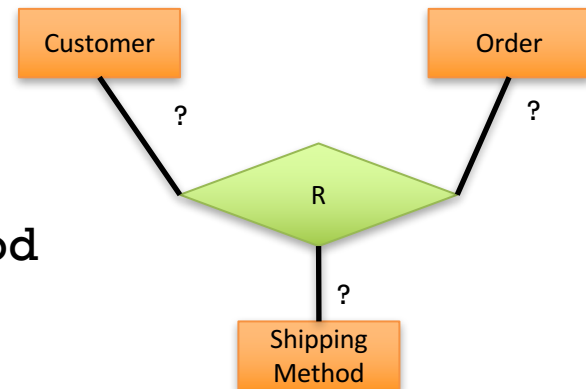 Customer
Order
?
?
R
od
?
Shipping
Method